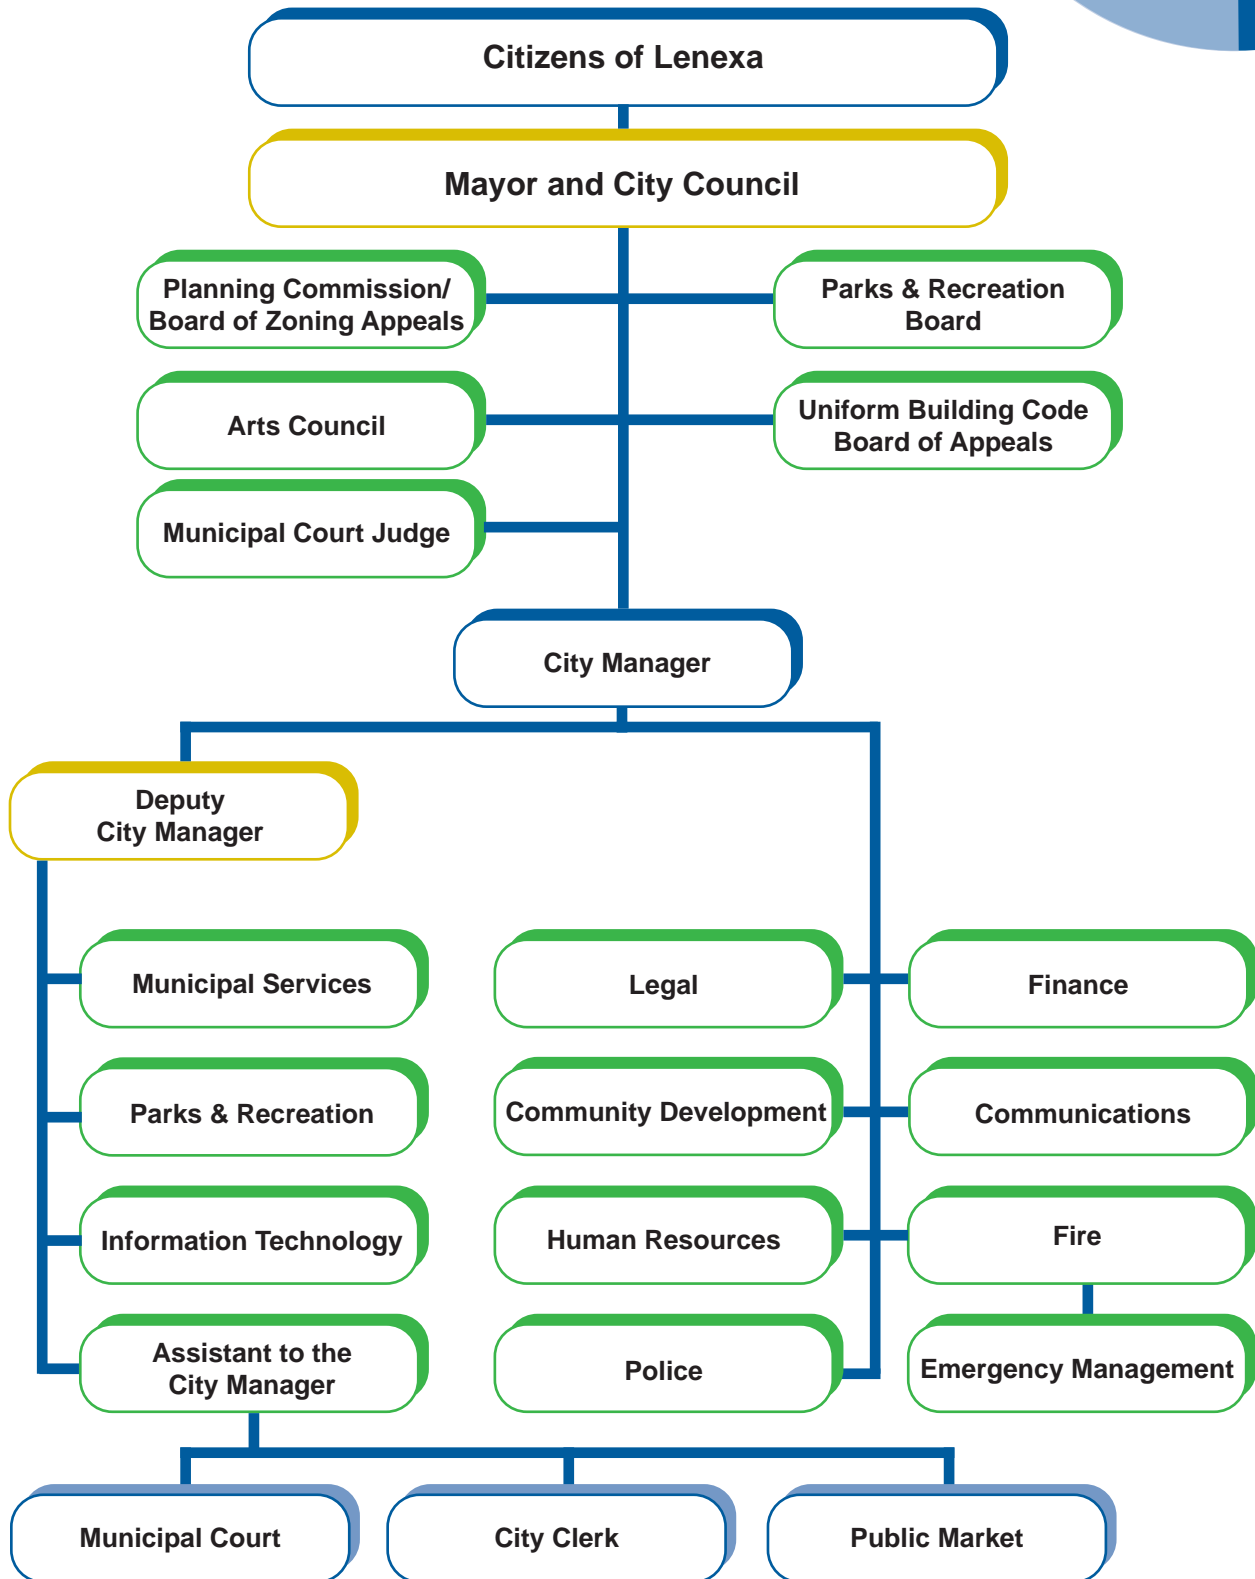 Citizens of Lenexa
Mayor and City Council
Planning Commission/
Board of Zoning Appeals
Parks & Recreation
Board
Arts Council
Uniform Building Code
Board of Appeals
Municipal Court Judge
City Manager
Deputy
City Manager
Municipal Services
Legal
Finance
Parks & Recreation
Community Development
Communications
Information Technology
Human Resources
Fire
Assistant to the
City Manager
Police
Emergency Management
Municipal Court
City Clerk
Public Market